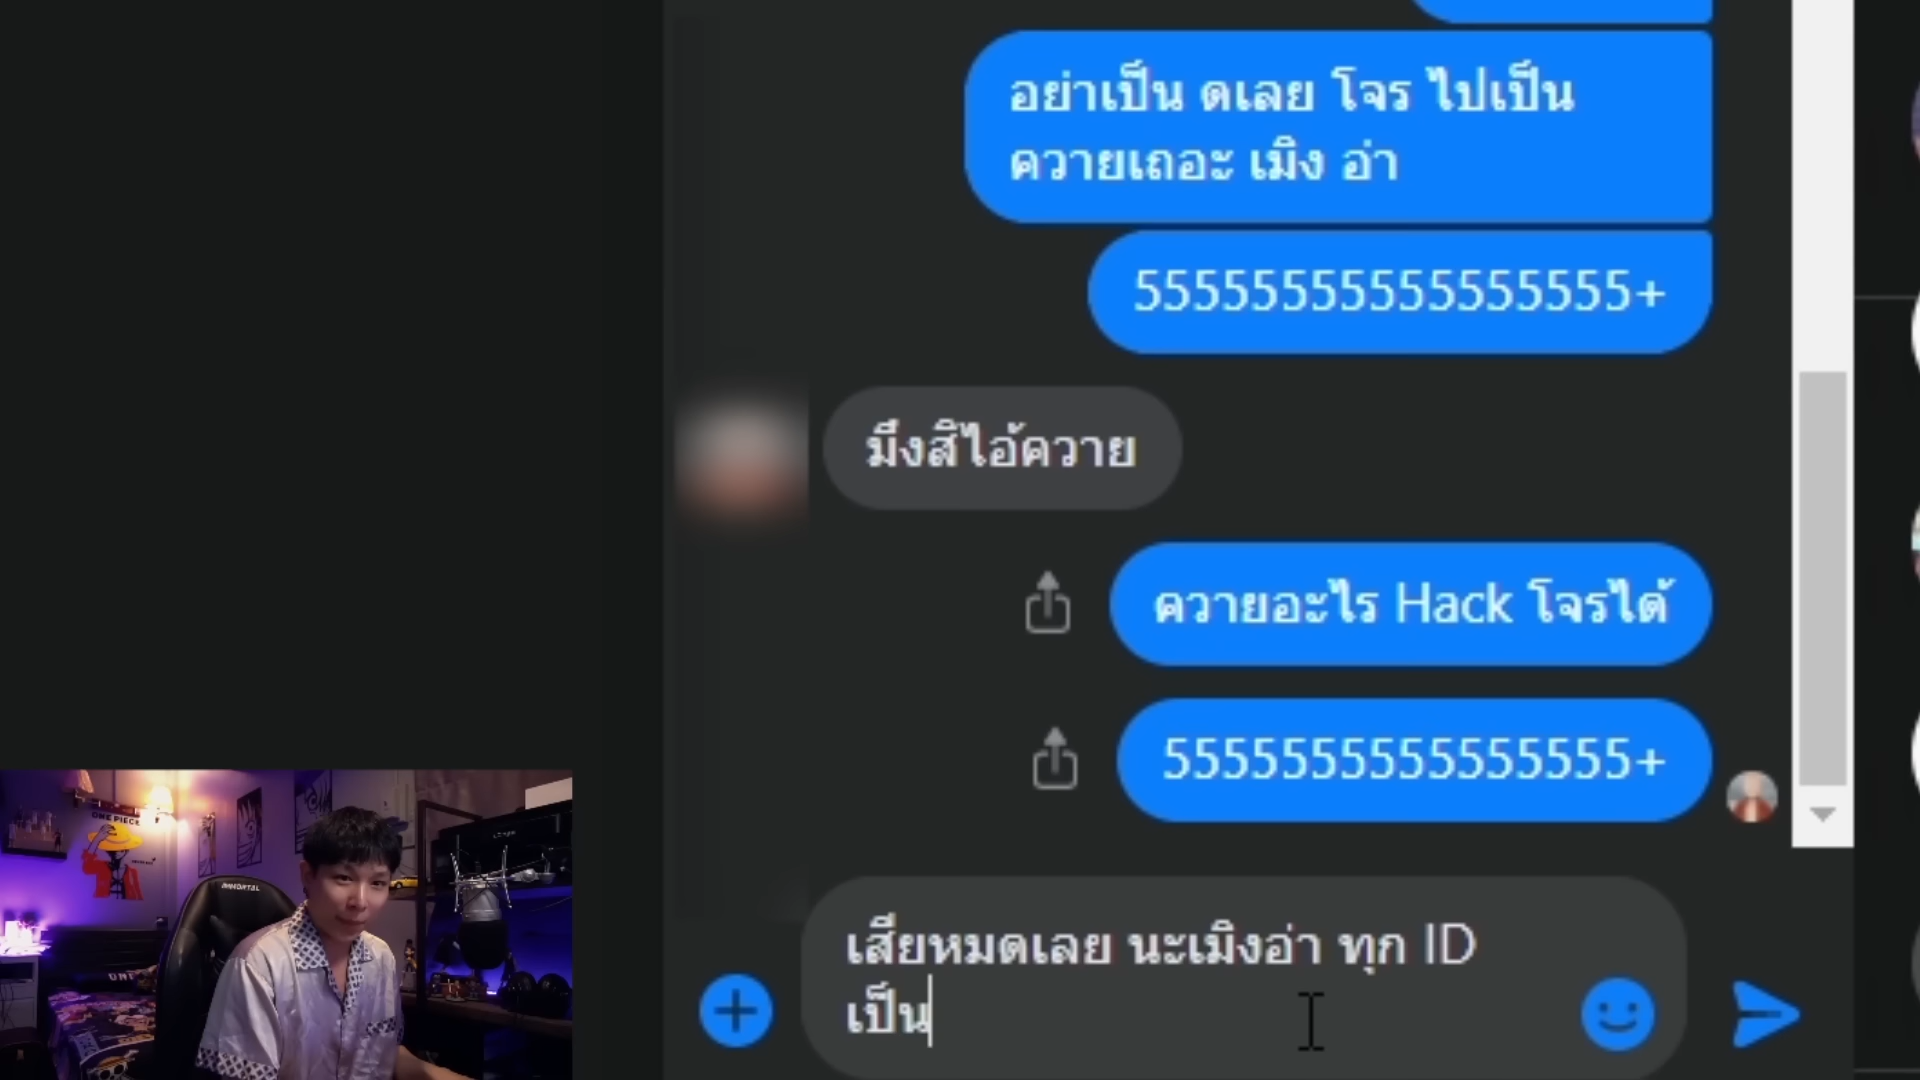 อย่าเป็น ดเลย โจร ไปเป็น
ควายเถอะ เมิง อ่า
55555555555555555+
มึงสิไอ้ควาย
ควายอะไร Hack โจรได้
5555555555555555+
เสียหมดเลย นะเมิงอ่า ทุก ID
เป็น
ONE PIECE
IMMORTAL